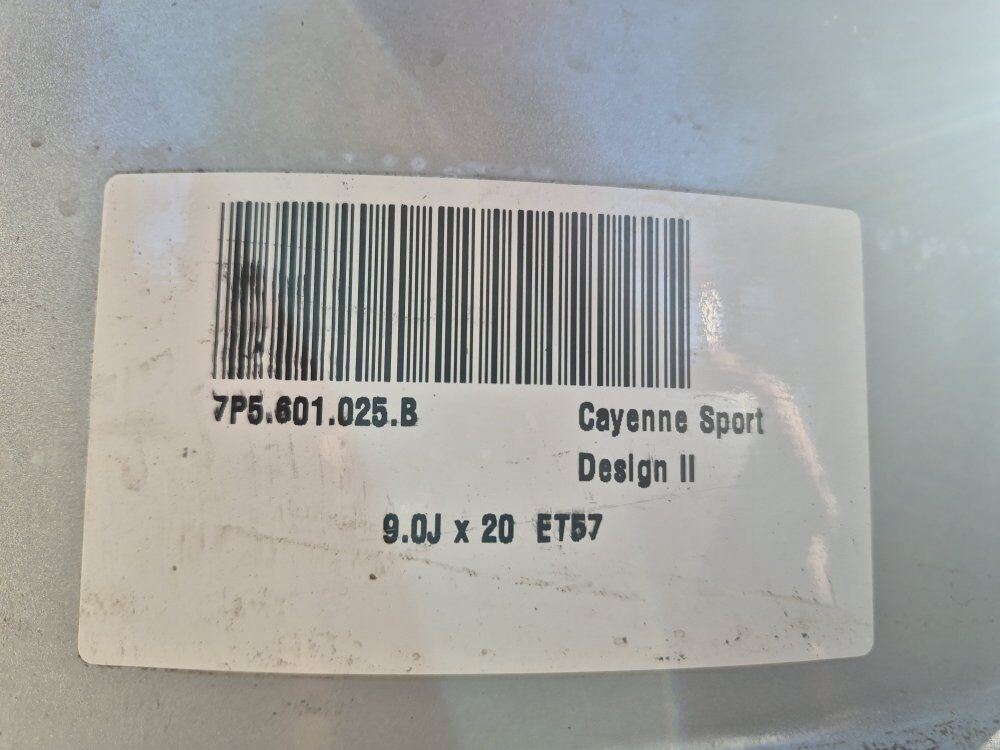 7P5.601.025.B
Cayenne Sport
Design II
9.0J x 20 ET57